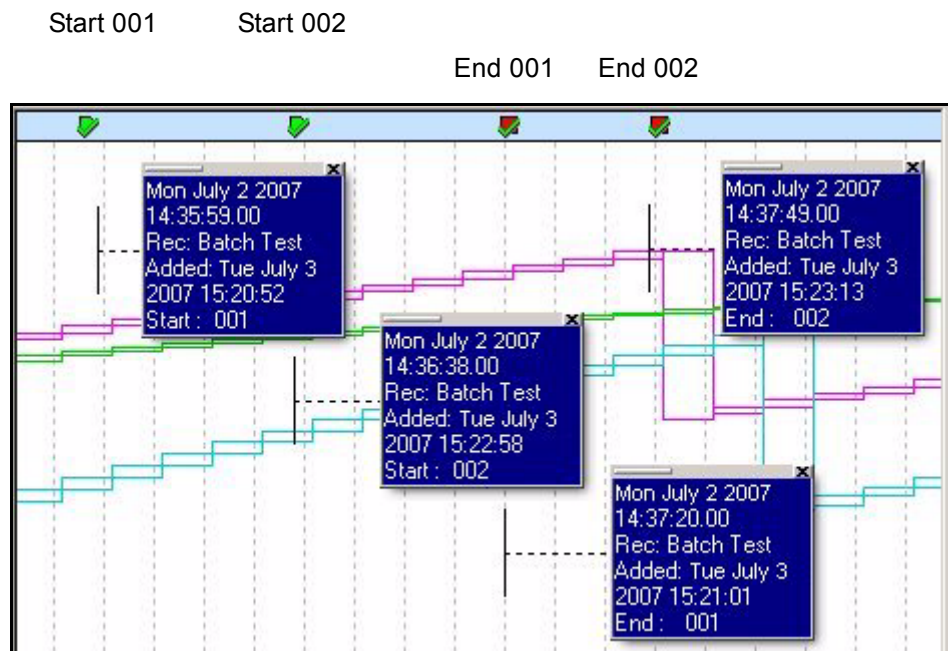 Start 001 Start 002
End 001 End 002
Mon July 2 2007
14:35:59.00
Rec: Batch Test
Added: Tue July 3
2007 15:20:52
Start : 001
Mon July 2 2007
14:36:38.00
Rec: Batch Test
Added: Tue July 3
2007 15:22:58
Start : 002
Mon July 2 2007
14:37:49.00
Rec: Batch Test
Added: Tue July 3
2007 15:23:13
End : 002
Mon July 2 2007
14:37:20.00
Rec: Batch Test
Added: Tue July 3
2007 15:21:01
End : 001